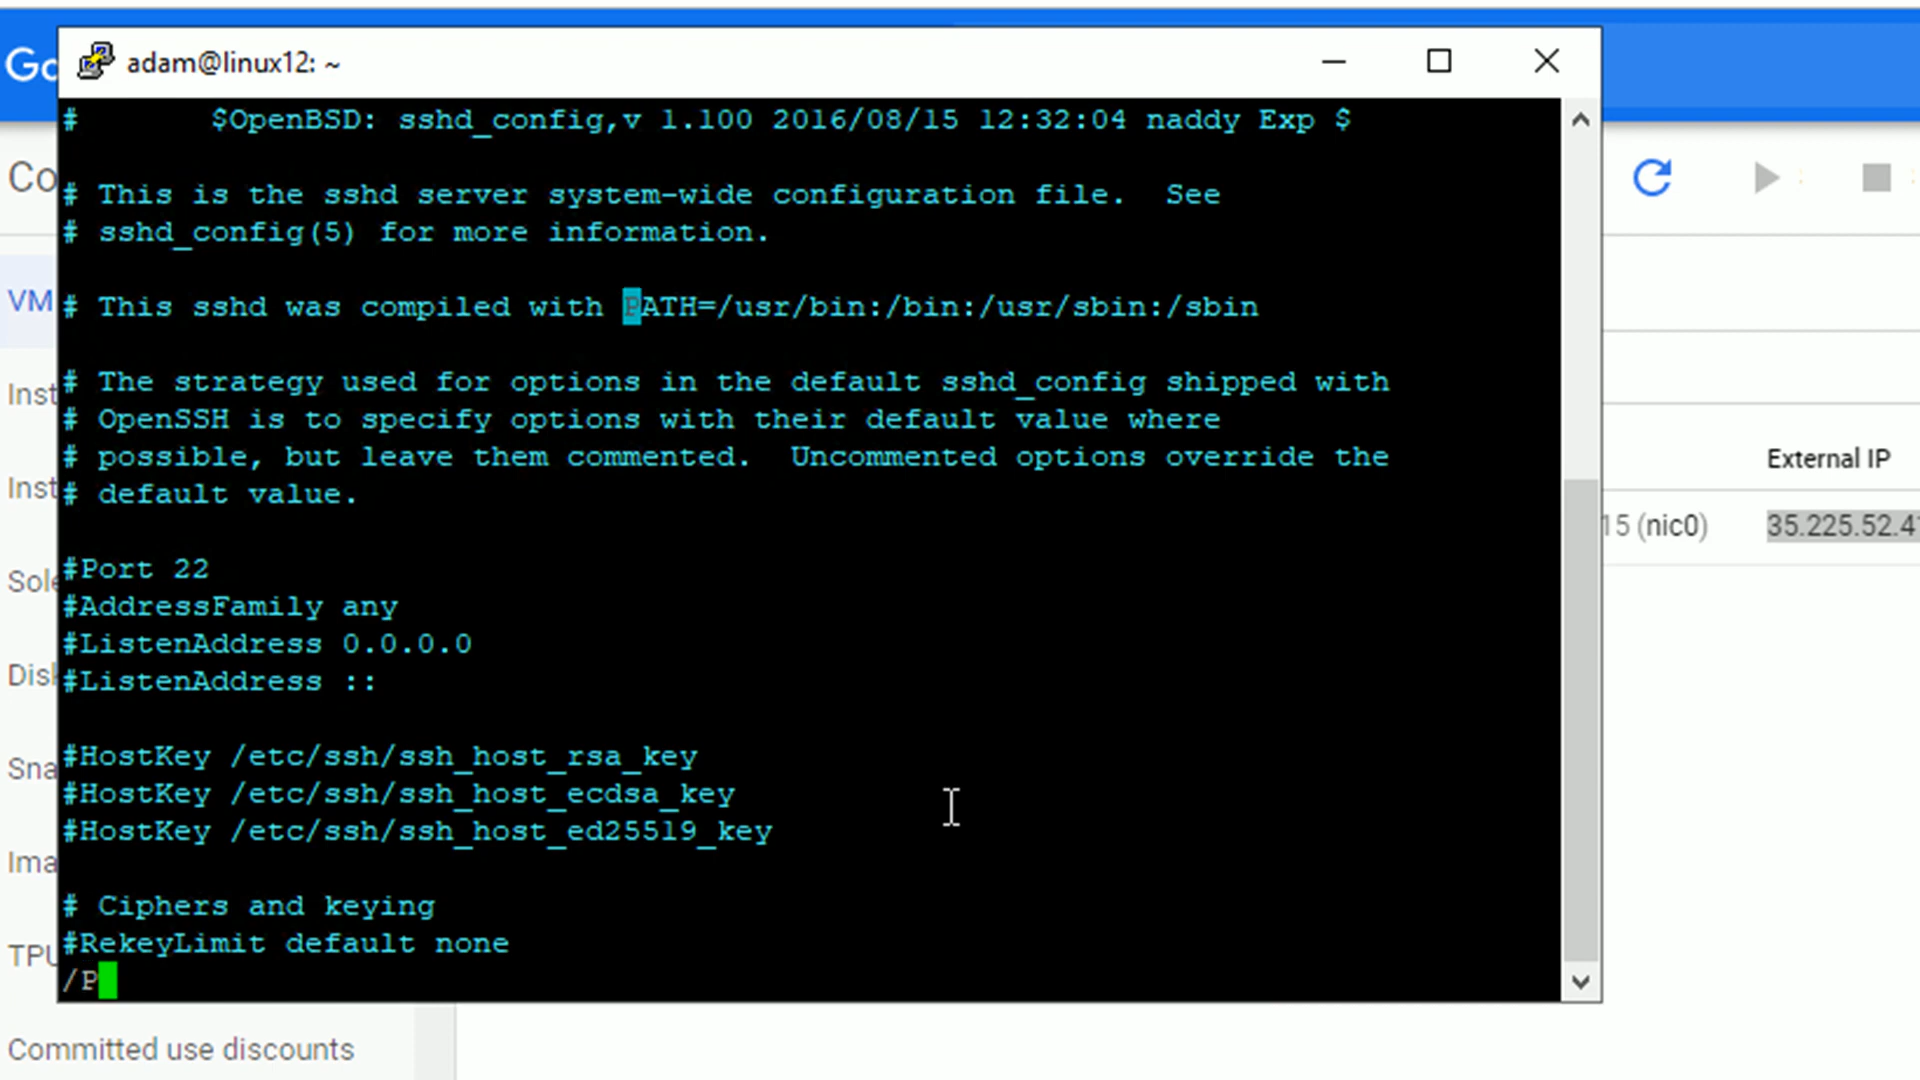 Go
adam@linux12: ~
#       $OpenBSD: sshd_config,v 1.100 2016/08/15 12:32:04 naddy Exp $
# This is the sshd server system-wide configuration file.  See
# sshd_config(5) for more information.
# This sshd was compiled with PATH=/usr/bin:/bin:/usr/sbin:/sbin
# The strategy used for options in the default sshd_config shipped with
# OpenSSH is to specify options with their default value where
# possible, but leave them commented.  Uncommented options override the
# default value.
#Port 22
#AddressFamily any
#ListenAddress 0.0.0.0
#ListenAddress ::
#HostKey /etc/ssh/ssh_host_rsa_key
#HostKey /etc/ssh/ssh_host_ecdsa_key
#HostKey /etc/ssh/ssh_host_ed25519_key
# Ciphers and keying
#RekeyLimit default none
/P
Co
VM
Inst
Inst
Sole
Disk
Sna
Ima
TPU
Committed use discounts
External IP
15 (nic0)
35.225.52.4